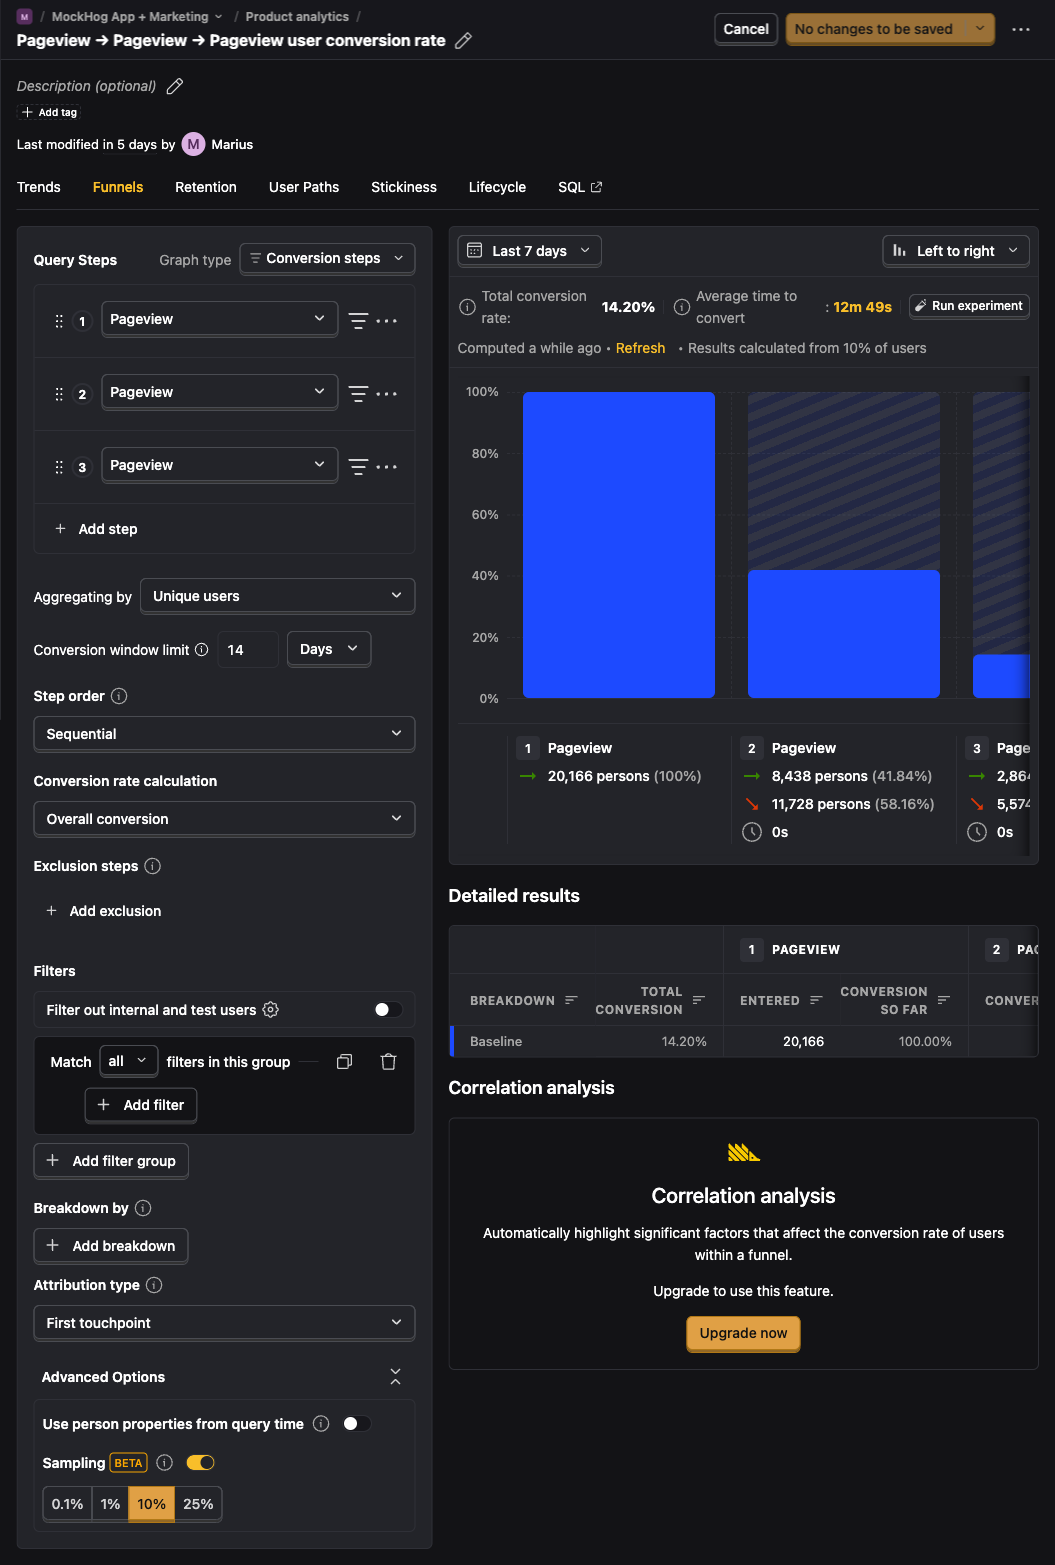 M / MockHog App + Marketing / Product analytics /
Pageview → Pageview → Pageview user conversion rate
Cancel
No changes to be saved
Description (optional)
+ Add tag
Last modified in 5 days by M Marius
Trends Funnels Retention User Paths Stickiness Lifecycle SQL
Query Steps Graph type Conversion steps
1 Pageview
2 Pageview
3 Pageview
+ Add step
Aggregating by Unique users
Conversion window limit 14 Days
Step order
Sequential
Conversion rate calculation
Overall conversion
Exclusion steps
+ Add exclusion
Filters
Filter out internal and test users
Match all filters in this group
+ Add filter
+ Add filter group
Breakdown by
+ Add breakdown
Attribution type
First touchpoint
Advanced Options
Use person properties from query time
Sampling BETA
0.1% 1% 10% 25%
Last 7 days
Left to right
Total conversion
rate:
14.20%
Average time to
convert
: 12m 49s
Run experiment
Computed a while ago • Refresh • Results calculated from 10% of users
100%
80%
60%
40%
20%
0%
1 Pageview
→ 20,166 persons (100%)
2 Pageview
→ 8,438 persons (41.84%)
11,728 persons (58.16%)
0s
3 Page
→ 2,864
5,574
0s
Detailed results
1 PAGEVIEW
2 PAG
BREAKDOWN
TOTAL
CONVERSION
ENTERED
CONVERSION
SO FAR
CONVER
Baseline 14.20% 20,166 100.00%
Correlation analysis
Correlation analysis
Automatically highlight significant factors that affect the conversion rate of users
within a funnel.
Upgrade to use this feature.
Upgrade now